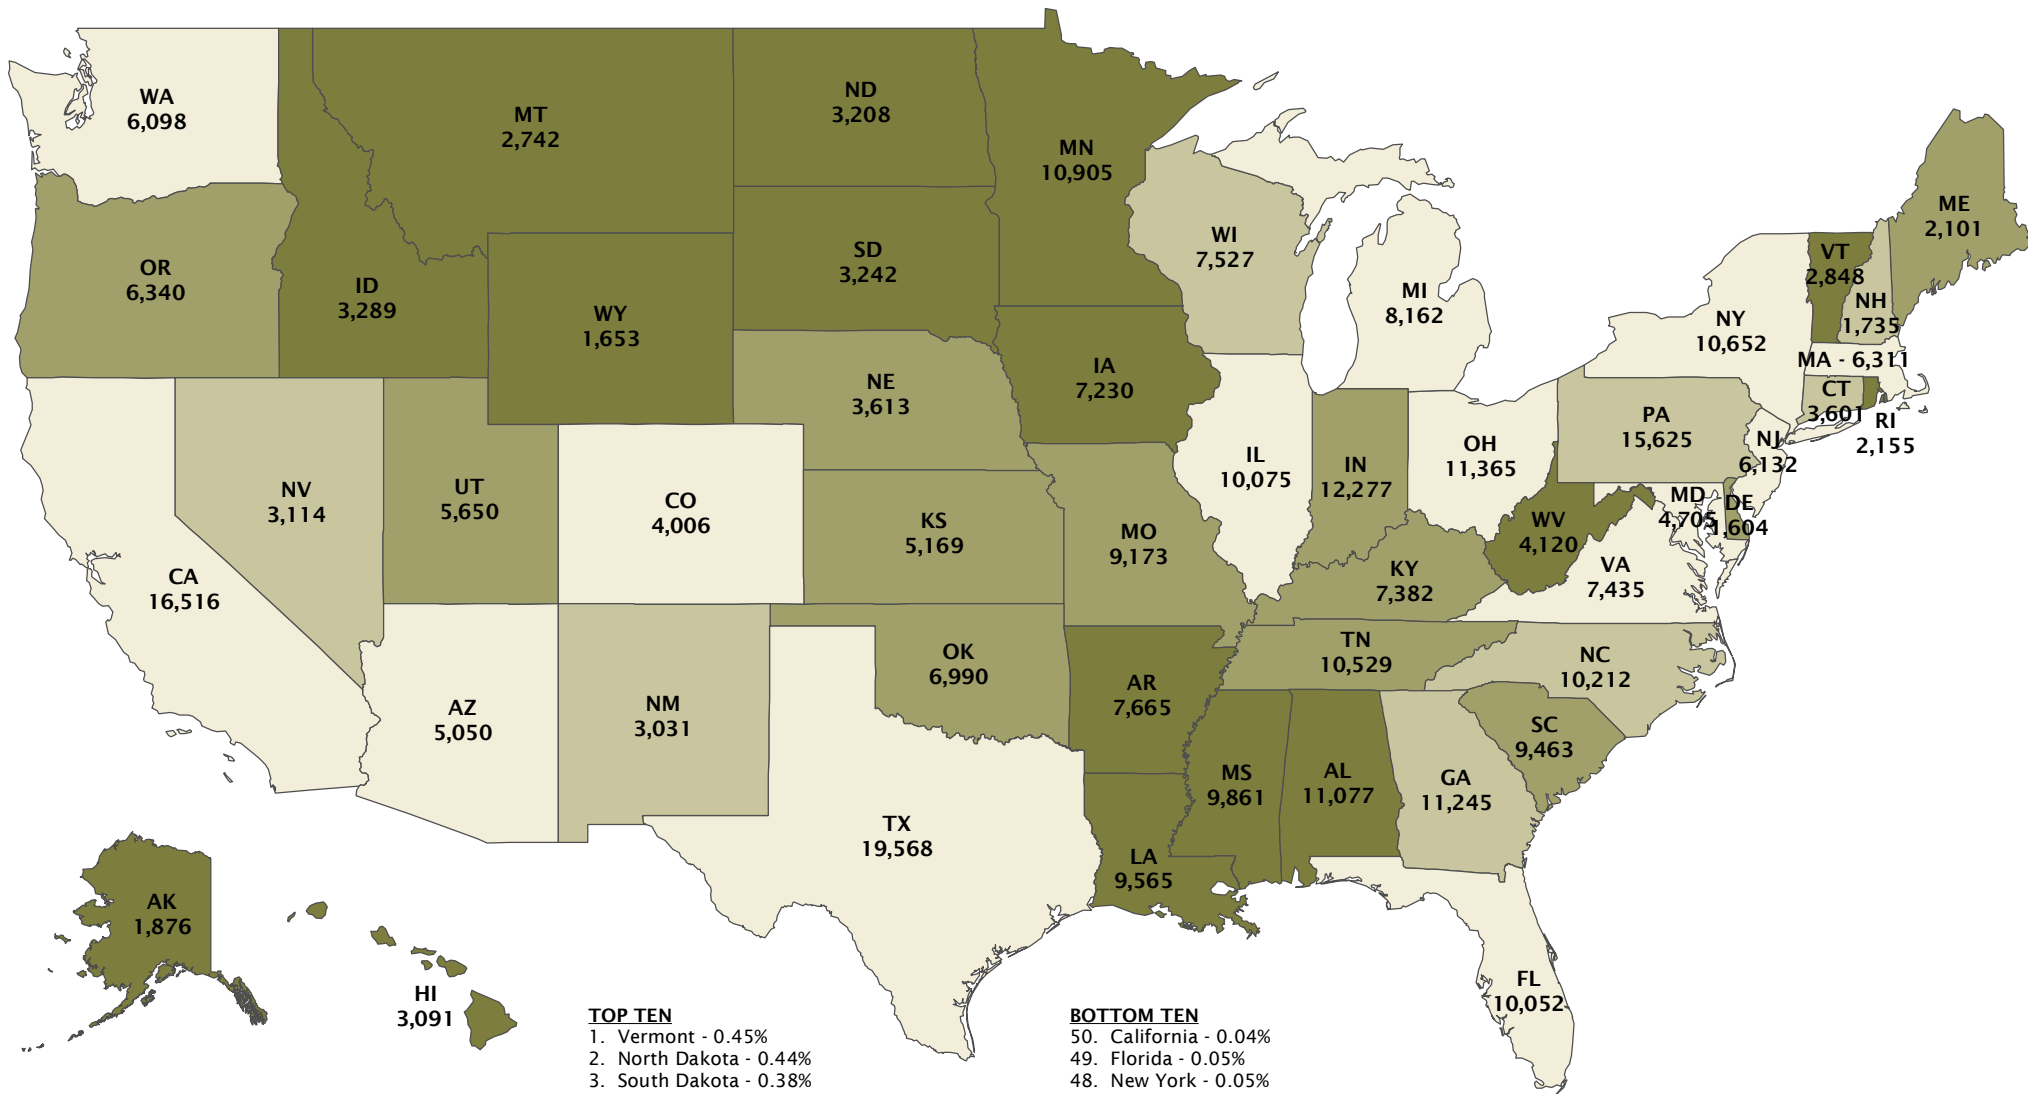 WA
6,098
MT
2,742
ND
3,208
MN
10,905
OR
6,340
ID
3,289
WY
1,653
SD
3,242
WI
7,527
MI
8,162
ME
2,101
VT
2,848
NH
1,735
NY
10,652
MA - 6,311
CT
3,601
RI
2,155
IA
7,230
NE
3,613
IL
10,075
IN
12,277
OH
11,365
PA
15,625
NJ
6,132
MD
4,705
DE
1,604
NV
3,114
UT
5,650
CO
4,006
KS
5,169
MO
9,173
KY
7,382
WV
4,120
VA
7,435
CA
16,516
AZ
5,050
NM
3,031
OK
6,990
AR
7,665
TN
10,529
NC
10,212
SC
9,463
TX
19,568
LA
9,565
MS
9,861
AL
11,077
GA
11,245
FL
10,052
AK
1,876
HI
3,091
TOP TEN
1. Vermont - 0.45%
2. North Dakota - 0.44%
3. South Dakota - 0.38%
BOTTOM TEN
50. California - 0.04%
49. Florida - 0.05%
48. New York - 0.05%